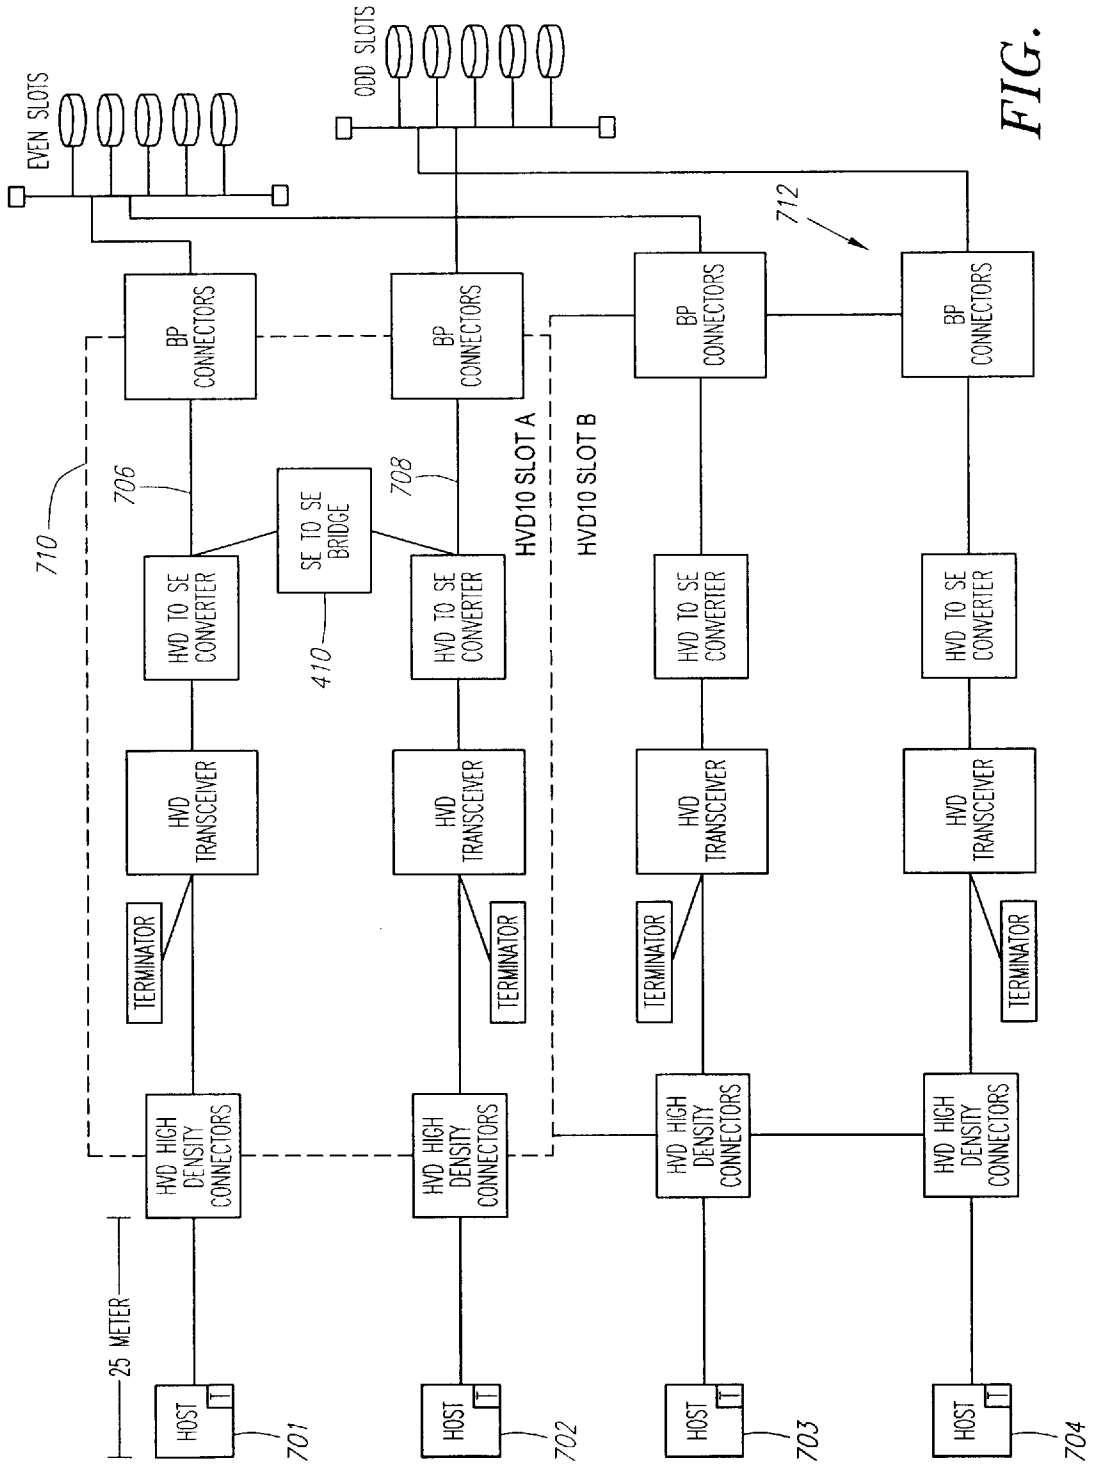 EVEN SLOTS
ODD SLOTS
FIG.
710
706
708
410
712
BP
CONNECTORS
BP
CONNECTORS
BP
CONNECTORS
BP
CONNECTORS
SE TO SE
BRIDGE
HVD10 SLOT A
HVD10 SLOT B
HVD TO SE
CONVERTER
HVD TO SE
CONVERTER
HVD TO SE
CONVERTER
HVD TO SE
CONVERTER
HVD
TRANSCEIVER
HVD
TRANSCEIVER
HVD
TRANSCEIVER
HVD
TRANSCEIVER
TERMINATOR
TERMINATOR
TERMINATOR
TERMINATOR
HVD HIGH
DENSITY
CONNECTORS
HVD HIGH
DENSITY
CONNECTORS
HVD HIGH
DENSITY
CONNECTORS
HVD HIGH
DENSITY
CONNECTORS
25 METER
HOST
T
701
HOST
T
702
HOST
T
703
HOST
T
704